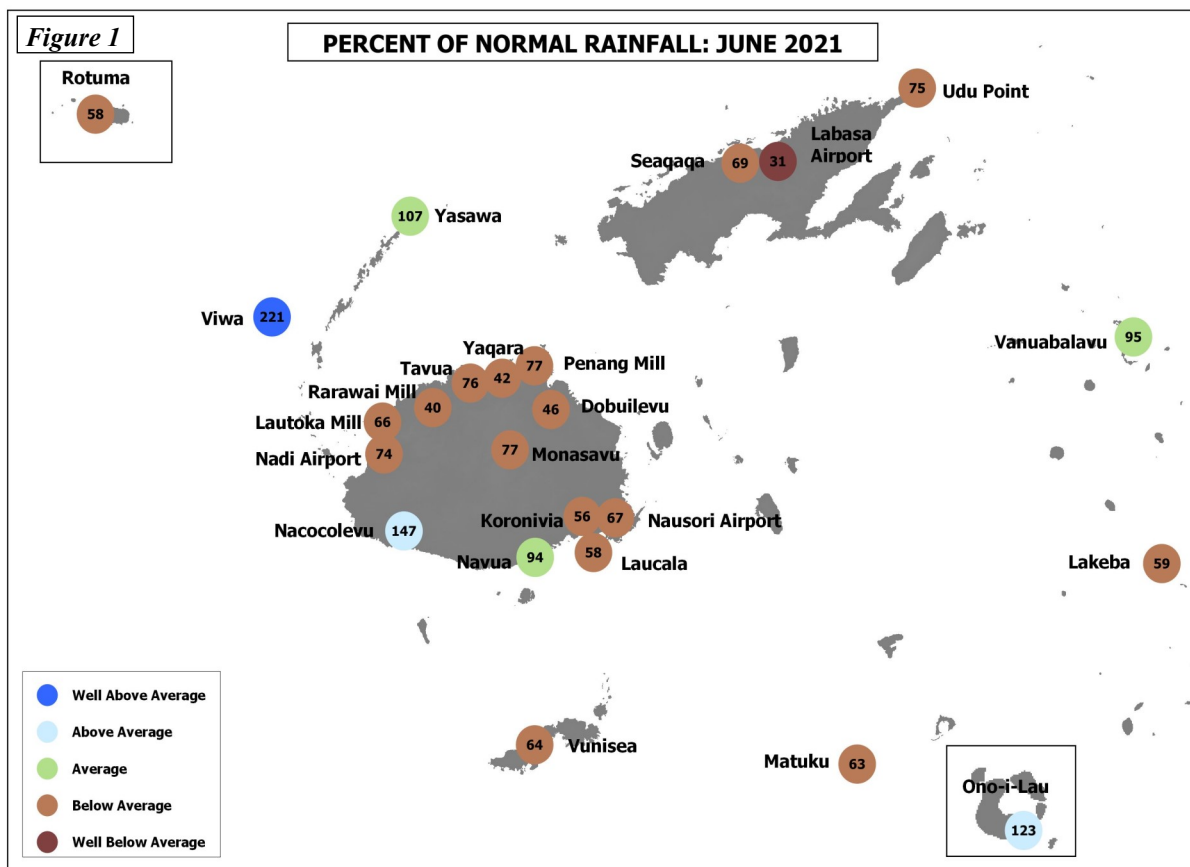 Figure 1
PERCENT OF NORMAL RAINFALL: JUNE 2021
Rotuma
58
75
Udu Point
Labasa
Airport
Seaqaqa
69
31
107
Yasawa
Viwa
221
Vanuabalavu
95
Yaqara
Tavua
76
42
77
Penang Mill
Rarawai Mill
40
46
Dobuilevu
Lautoka Mill
66
Nadi Airport
74
77
Monasavu
Nacocolevu
147
Koronivia
56
67
Nausori Airport
Navua
94
58
Laucala
Lakeba
59
Well Above Average
Above Average
Average
Below Average
Well Below Average
64
Vunisea
Matuku
63
Ono-i-Lau
123